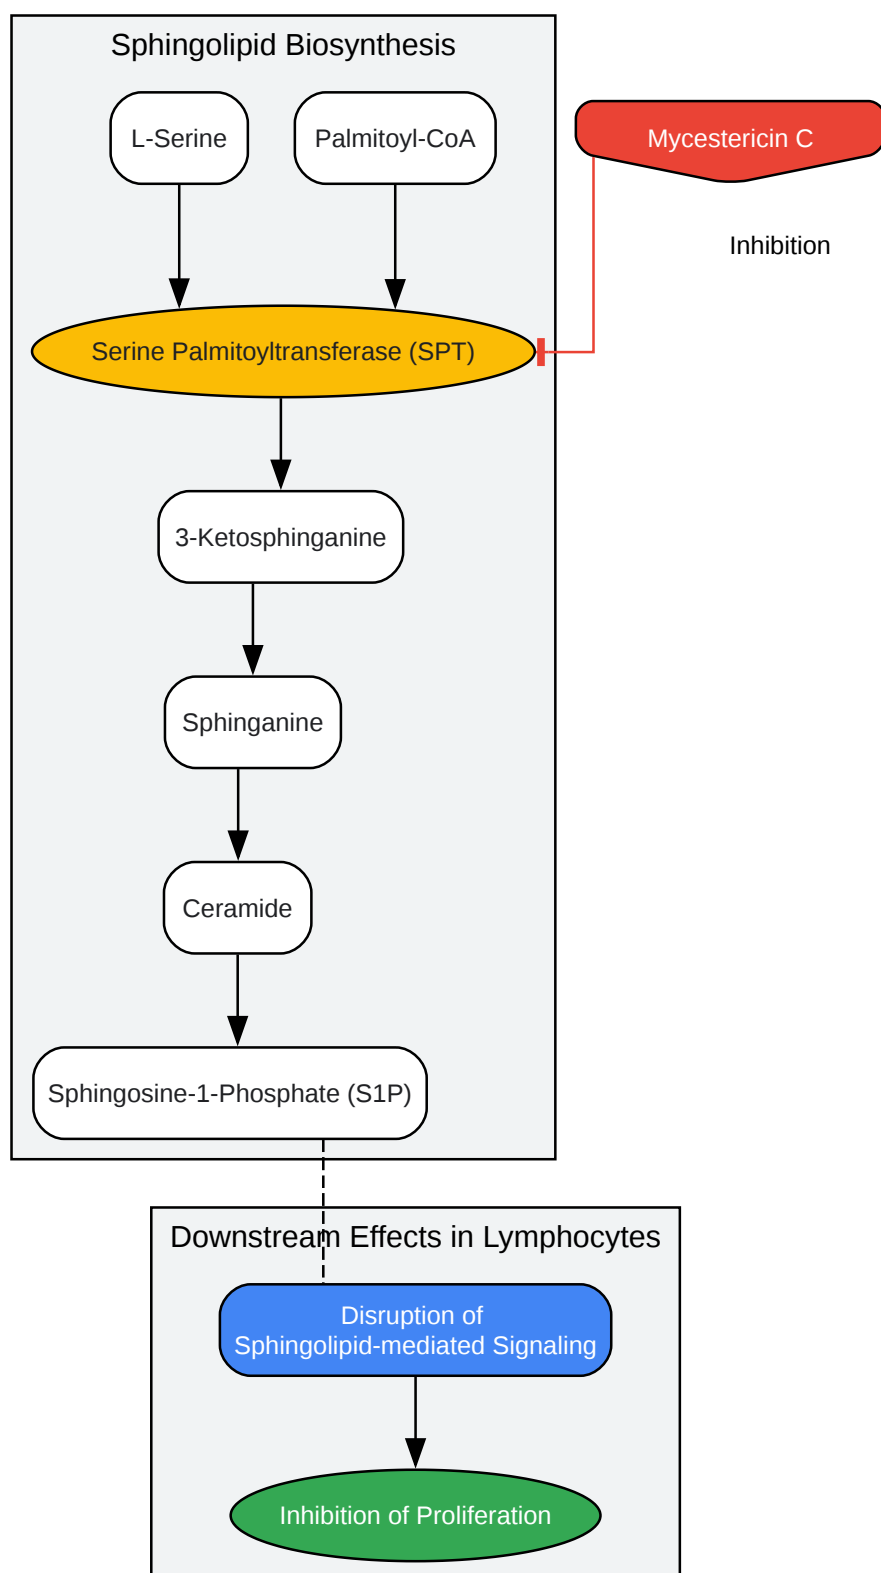 Sphingolipid Biosynthesis
L-Serine
Palmitoyl-CoA
Mycestericin C
Inhibition
Serine Palmitoyltransferase (SPT)
3-Ketosphinganine
Sphinganine
Ceramide
Sphingosine-1-Phosphate (S1P)
Downstream Effects in Lymphocytes
Disruption of
Sphingolipid-mediated Signaling
Inhibition of Proliferation